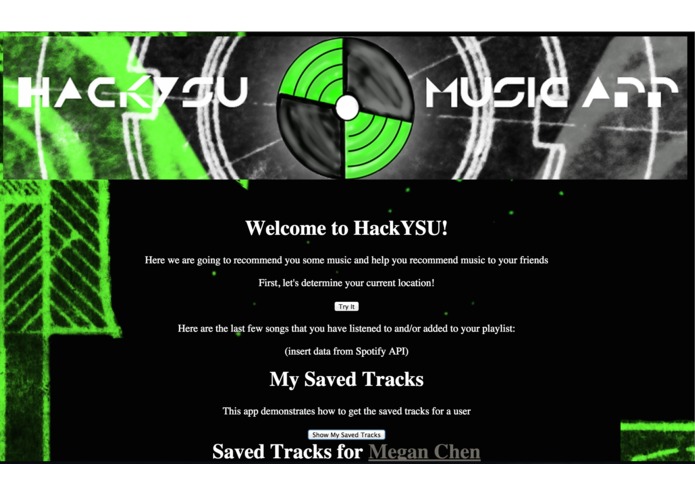 HACKYSU MUSIC APP
Welcome to HackYSU!
Here we are going to recommend you some music and help you recommend music to your friends
First, let's determine your current location!
Try It
Here are the last few songs that you have listened to and/or added to your playlist:
(insert data from Spotify API)
My Saved Tracks
This app demonstrates how to get the saved tracks for a user
Show My Saved Tracks
Saved Tracks for Megan Chen